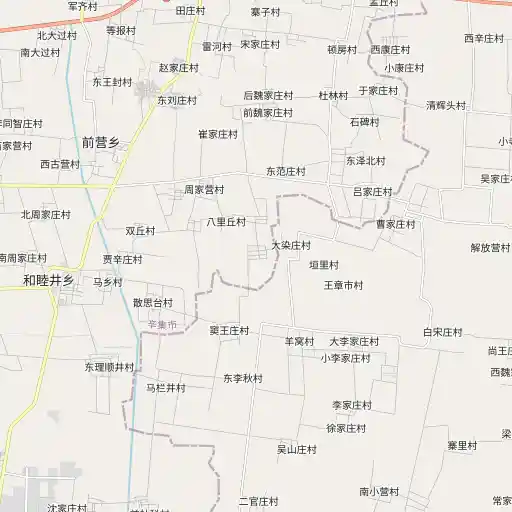 军齐村
田庄村
寨子村
孟丘村
北大过村
等报村
雷河村
宋家庄村
顿房村
西康庄村
西辛庄村
南大过村
赵家庄村
小康庄村
东王封村
东刘庄村
后魏家庄村
杜林村
于家庄村
清辉头村
前魏家庄村
石碑村
崔家庄村
前营乡
西古营村
东范庄村
东泽北村
周家营村
吕家庄村
吴家庄
北周家庄村
双丘村
八里丘村
曹家庄村
大染庄村
解放营村
南周家庄村
贾辛庄村
垣里村
和睦井乡
马乡村
王章市村
散思台村
辛集市
窦王庄村
白宋庄村
羊窝村
大李家庄村
小李家庄村
尚王庄
东理顺井村
马栏井村
东李秋村
西魏
李家庄村
徐家庄村
梁
吴山庄村
寨里村
南小营村
二官庄村
常家
沈家庄村